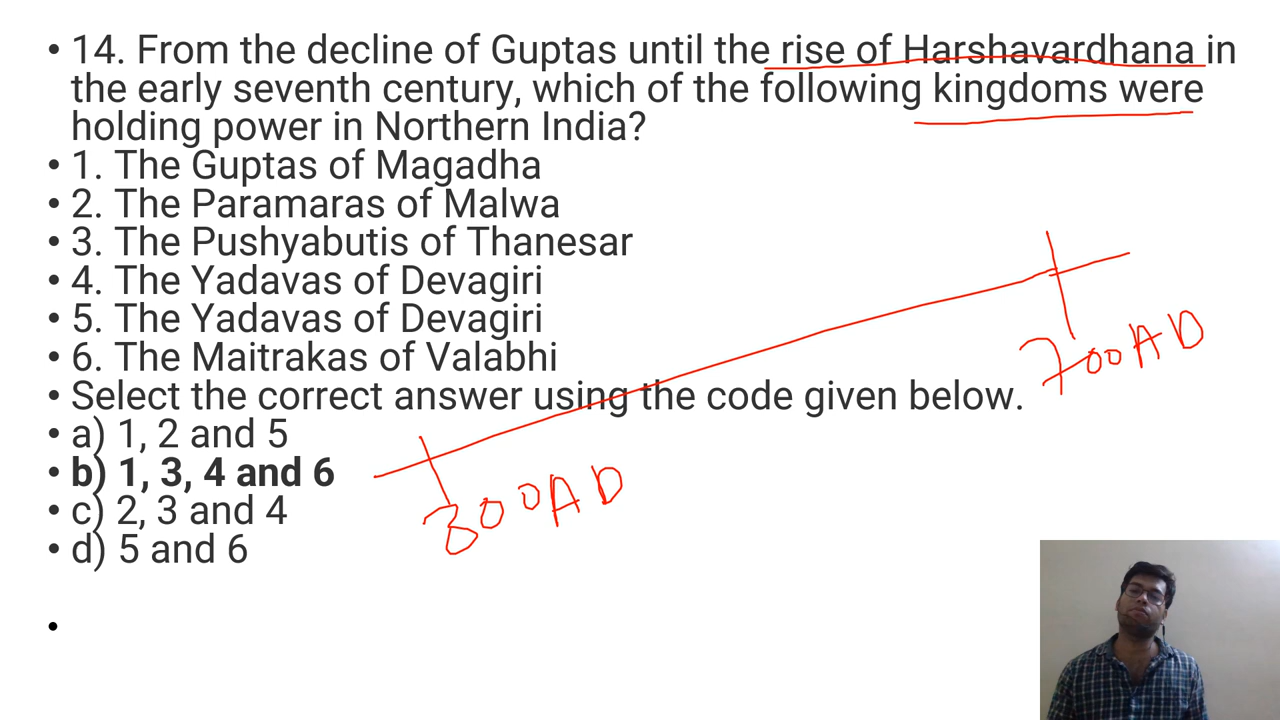 • 14. From the decline of Guptas until the rise of Harshavardhana in
the early seventh century, which of the following kingdoms were
holding power in Northern India?
• 1. The Guptas of Magadha
• 2. The Paramaras of Malwa
• 3. The Pushyabutis of Thanesar
• 4. The Yadavas of Devagiri
• 5. The Yadavas of Devagiri
• 6. The Maitrakas of Valabhi
• Select the correct answer using the code given below.
700AD
• a) 1, 2 and 5
• b) 1, 3, 4 and 6
300AD
• c) 2, 3 and 4
• d) 5 and 6
•